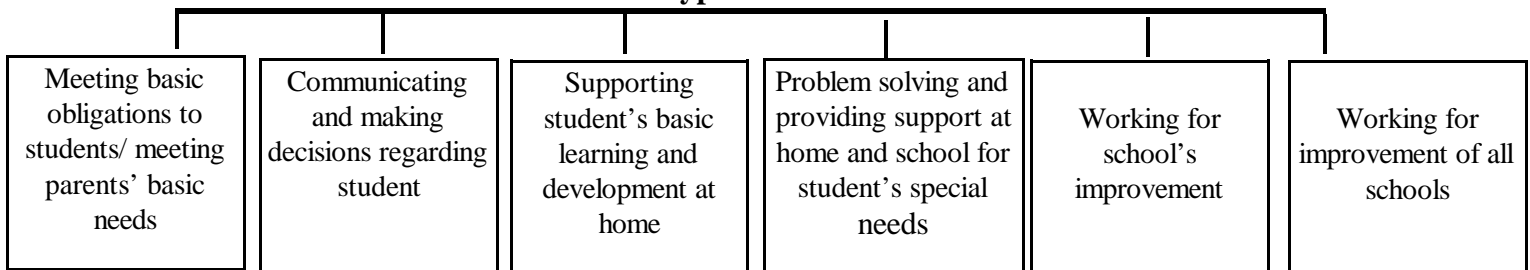 Meeting basic
obligations to
students/ meeting
parents’ basic
needs
Communicating
and making
decisions regarding
student
Supporting
student’s basic
learning and
development at
home
Problem solving and
providing support at
home and school for
student’s special
needs
Working for
school’s
improvement
Working for
improvement of all
schools